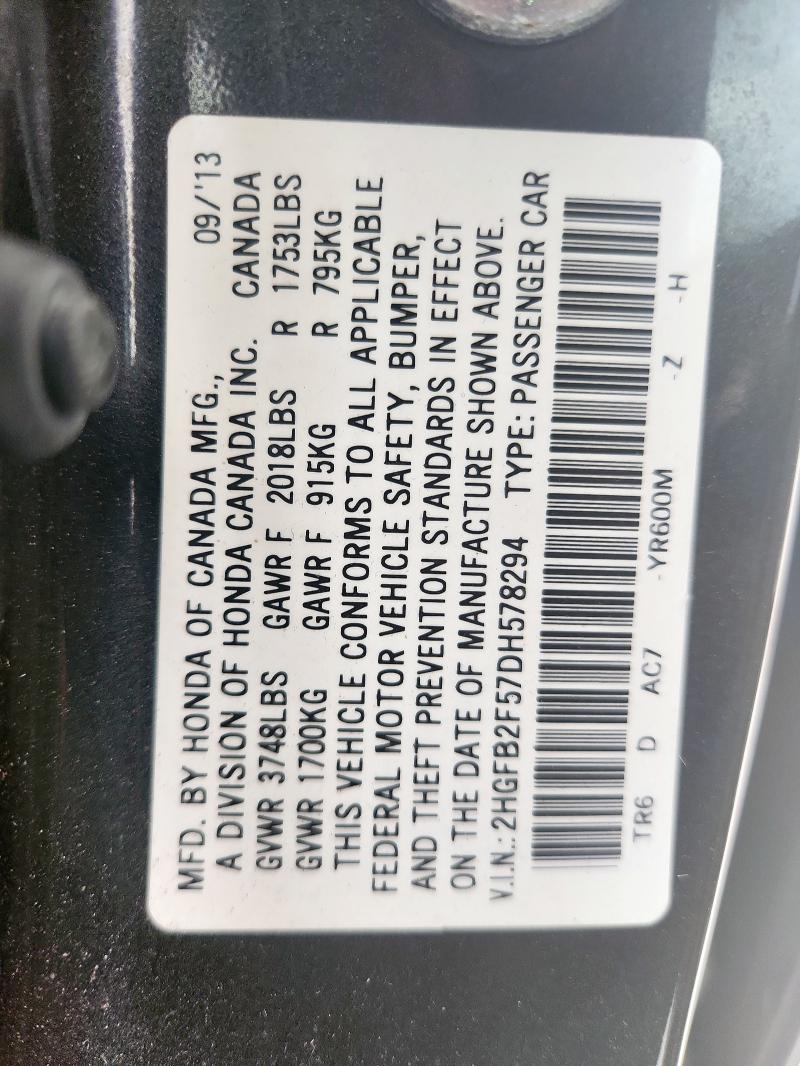 MFD. BY HONDA OF CANADA MFG., 09/'13
A DIVISION OF HONDA CANADA INC. CANADA
GVWR 3748LBS GAWR F 2018LBS R 1753LBS
GVWR 1700KG GAWR F 915KG R 795KG
THIS VEHICLE CONFORMS TO ALL APPLICABLE
FEDERAL MOTOR VEHICLE SAFETY, BUMPER,
AND THEFT PREVENTION STANDARDS IN EFFECT
ON THE DATE OF MANUFACTURE SHOWN ABOVE.
V.I.N.: 2HGFB2F57DH578294 TYPE: PASSENGER CAR
TR6 D AC7 -YR600M -Z -H